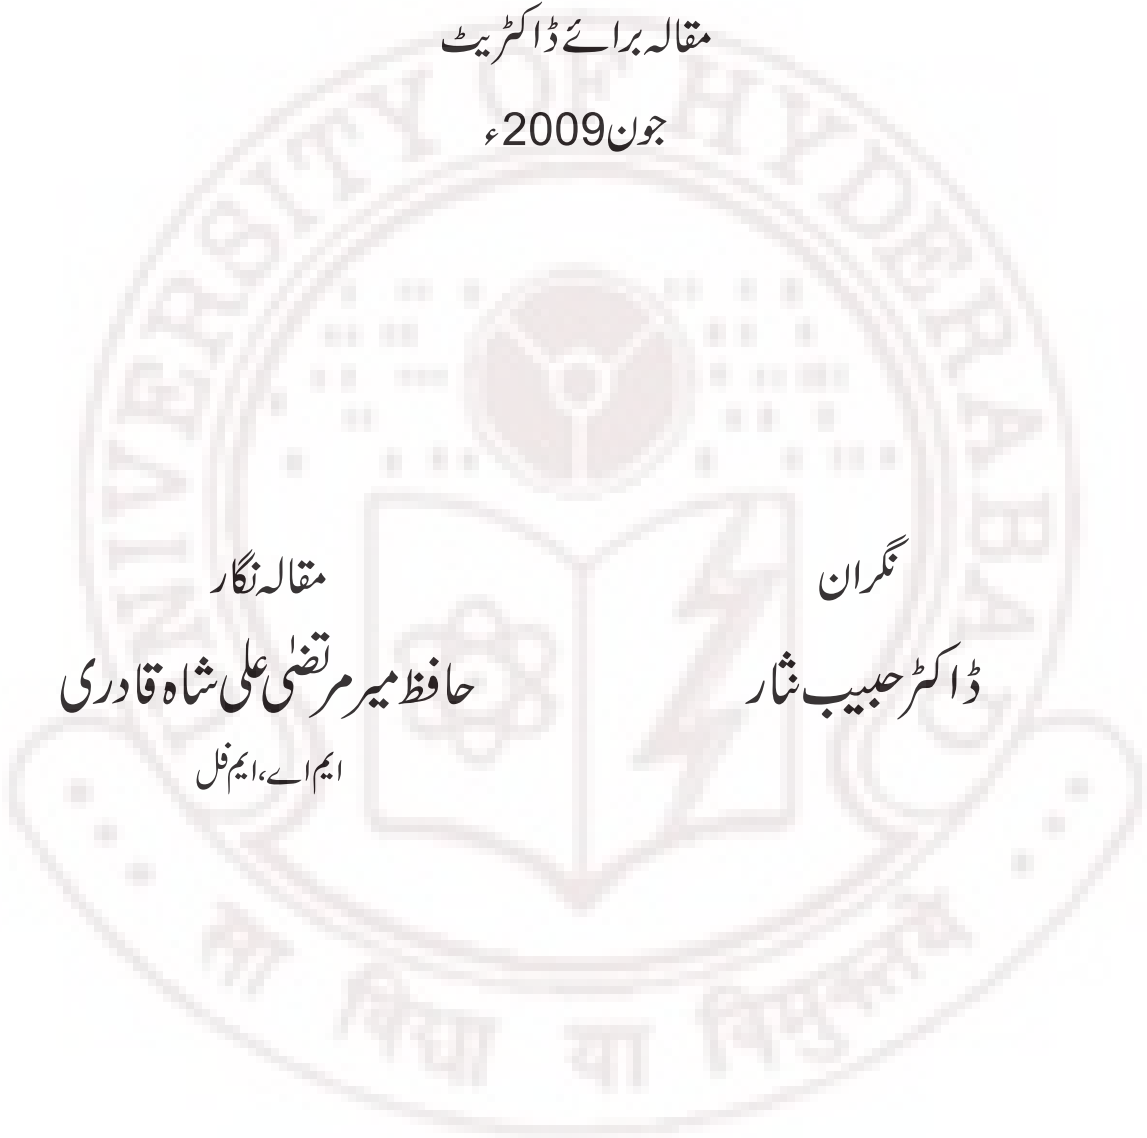 مقالہ برائے ڈاکٹریٹ
جون2009ء
نگران
مقالہ نگار
ڈاکٹر حبیب نثار
حافظ میر مرتضیٰ علی شاہ قادری
ایم اے، ایم فل
UNIVERSITY OF HYDERABAD
सा विद्या या विमुक्तये